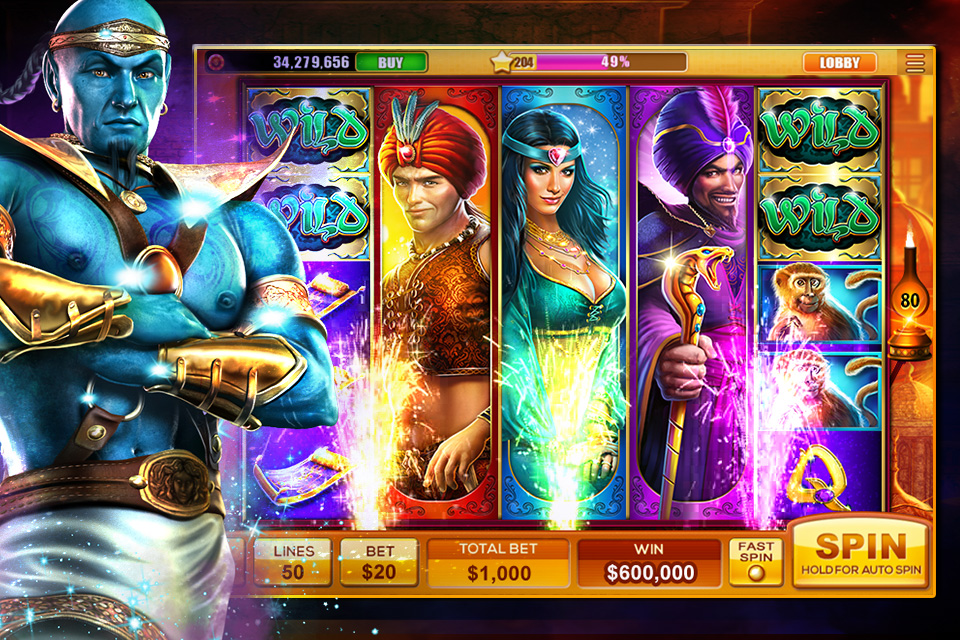 34,279,656 BUY 204 49% LOBBY
WILD WILD
WILD WILD
80
Q
LINES BET TOTAL BET WIN FAST SPIN SPIN
50 $20 $1,000 $600,000 HOLD FOR AUTO SPIN